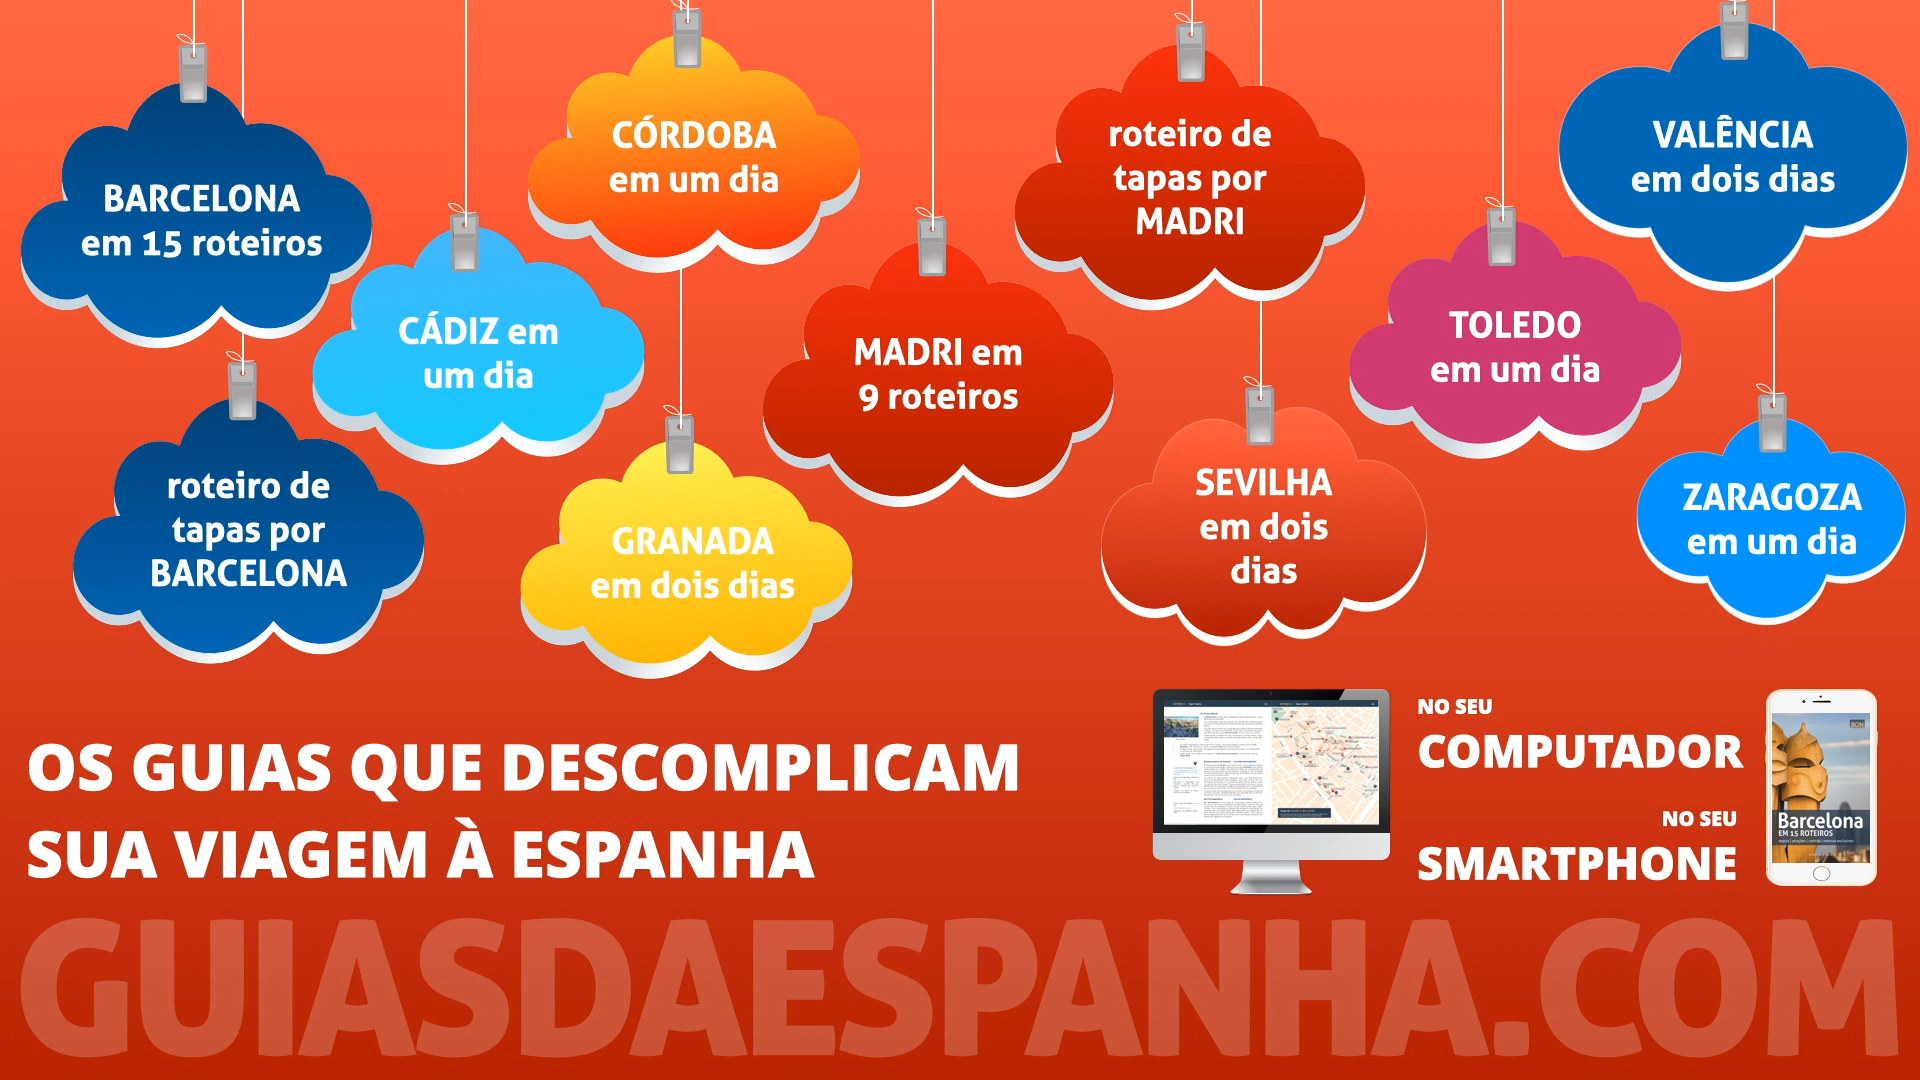 BARCELONA
em 15 roteiros
CÓRDOBA
em um dia
roteiro de
tapas por
MADRI
VALÊNCIA
em dois dias
CÁDIZ em
um dia
MADRI em
9 roteiros
TOLEDO
em um dia
roteiro de
tapas por
BARCELONA
GRANADA
em dois dias
SEVILHA
em dois
dias
ZARAGOZA
em um dia
OS GUIAS QUE DESCOMPLICAM
SUA VIAGEM À ESPANHA
NO SEU
COMPUTADOR
NO SEU
SMARTPHONE
Barcelona
EM 15 ROTEIROS
GUIASDAESPANHA.COM